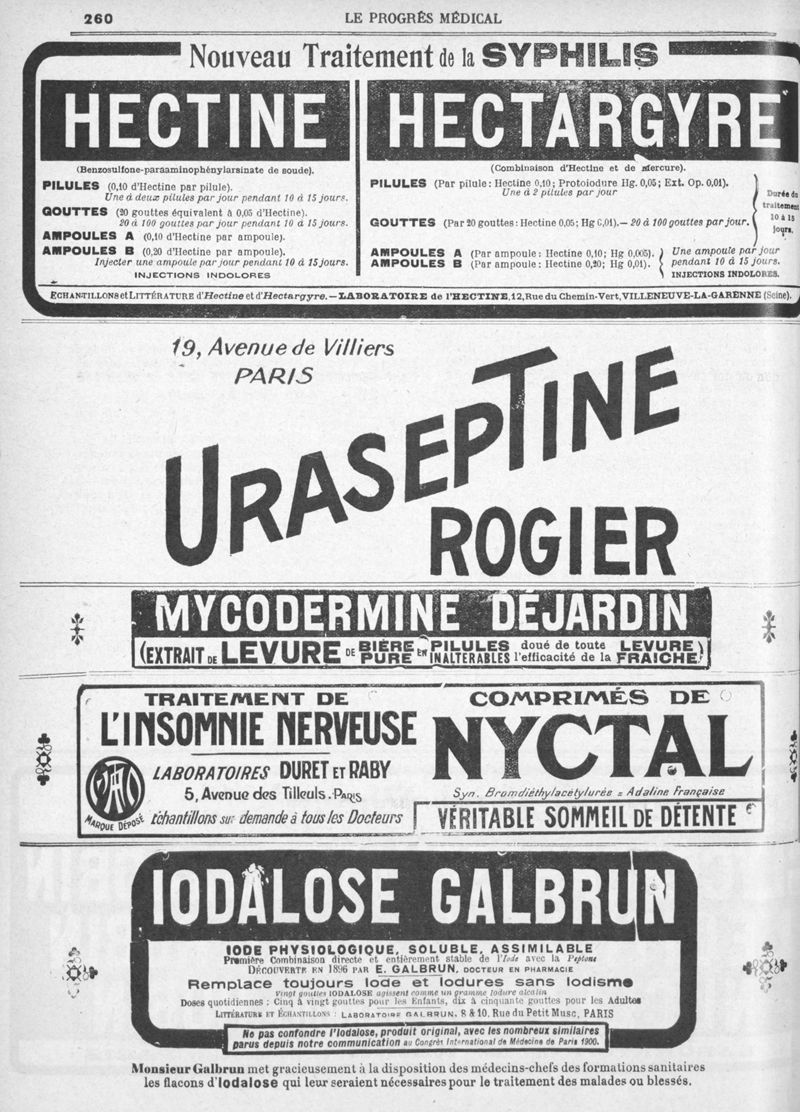 260
LE PROGRÈS MÉDICAL
Nouveau Traitement de la SYPHILIS
HECTINE
(Benzosulfone-paraaminophénylarsinate de soude).
PILULES (0,10 d'Hectine par pilule).
Une à deux pilules par jour pendant 10 à 15 jours.
GOUTTES (20 gouttes équivalent à 0,05 d'Hectine).
20 à 100 gouttes par jour pendant 10 à 15 jours.
AMPOULES A (0,10 d'Hectine par ampoule).
AMPOULES B (0,20 d'Hectine par ampoule).
Injecter une ampoule par jour pendant 10 à 15 jours.
INJECTIONS INDOLORES
HECTARGYRE
(Combinaison d'Hectine et de Mercure).
PILULES (Par pilule: Hectine 0,10; Protoiodure Hg. 0,05; Ext. Op. 0,01).
Une à 2 pilules par jour
GOUTTES (Par 20 gouttes: Hectine 0,05; Hg 0,01).— 20 à 100 gouttes par jour.
Durée du
traitement
10 à 15
jours.
AMPOULES A (Par ampoule: Hectine 0,10; Hg 0,005).
AMPOULES B (Par ampoule: Hectine 0,20; Hg 0,01).
Une ampoule par jour
pendant 10 à 15 jours.
INJECTIONS INDOLORES.
ECHANTILLONS et LITTÉRATURE d'Hectine et d'Hectargyre. — LABORATOIRE de l'HECTINE, 12, Rue du Chemin-Vert, VILLENEUVE-LA-GARENNE (Seine).
19, Avenue de Villiers
PARIS
URASEPTINE
ROGIER
MYCODERMINE DÉJARDIN
(EXTRAIT DE LEVURE DE BIÈRE PURE EN PILULES INALTERABLES doué de toute l'efficacité de la LEVURE FRAICHE)
TRAITEMENT DE
L'INSOMNIE NERVEUSE
LABORATOIRES DURET ET RABY
5, Avenue des Tilleuls. PARIS
MARQUE DÉPOSÉ
échantillons sur demande à tous les Docteurs
COMPRIMÉS DE
NYCTAL
Syn. Bromdiéthylacétylurée = Adaline Française
VÉRITABLE SOMMEIL DE DÉTENTE
IODALOSE GALBRUN
IODE PHYSIOLOGIQUE, SOLUBLE, ASSIMILABLE
Première Combinaison directe et entièrement stable de l'Iode avec la Peptone
DÉCOUVERTE EN 1896 PAR E. GALBRUN, DOCTEUR EN PHARMACIE
Remplace toujours Iode et Iodures sans Iodisme
Vingt gouttes IODALOSE agissent comme un gramme Iodure alcalin
Doses quotidiennes : Cinq à vingt gouttes pour les Enfants, dix à cinquante gouttes pour les Adultes
LITTÉRATURE ET ÉCHANTILLONS : LABORATOIRE GALBRUN, 8 & 10, Rue du Petit Musc, PARIS
Ne pas confondre l'Iodalose, produit original, avec les nombreux similaires
parus depuis notre communication au Congrès International de Médecine de Paris 1900.
Monsieur Galbrun met gracieusement à la disposition des médecins-chefs des formations sanitaires
les flacons d'Iodalose qui leur seraient nécessaires pour le traitement des malades ou blessés.